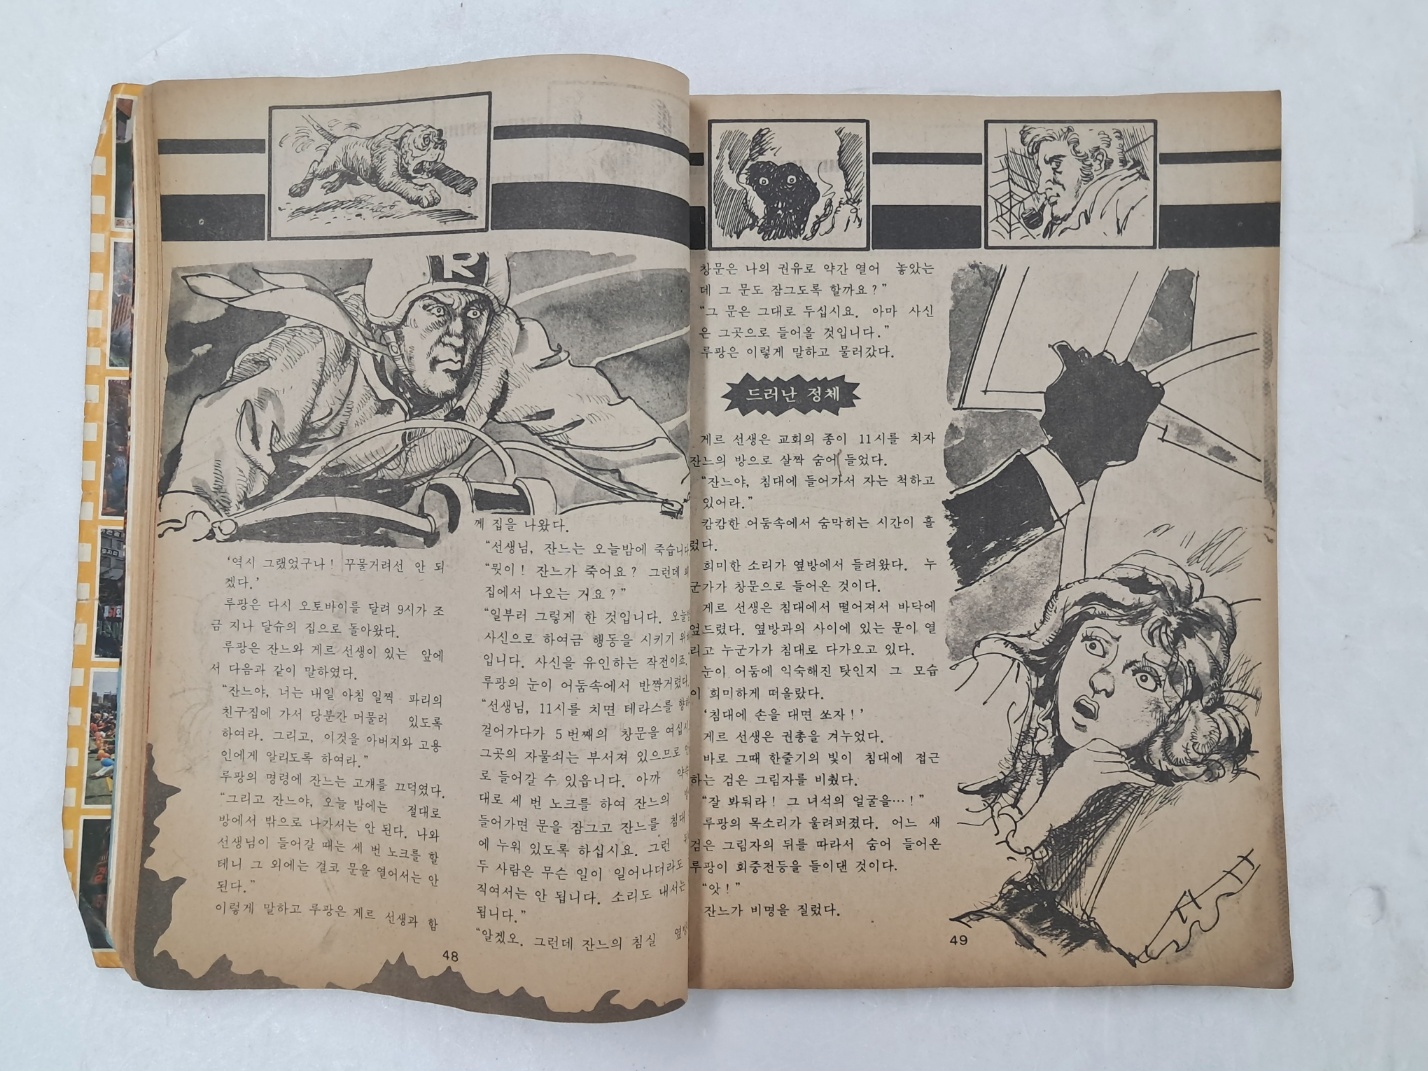 R
‘역시 그랬었구나! 꾸물거려선 안 되
겠다.’
루팡은 다시 오토바이를 달려 9시가 조
금 지나 달슈의 집으로 돌아왔다.
루팡은 잔느와 게르 선생이 있는 앞에
서 다음과 같이 말하였다.
“잔느야, 너는 내일 아침 일찍 파리의
친구집에 가서 당분간 머물러 있도록
하여라. 그리고, 이것을 아버지와 고용
인에게 알리도록 하여라.”
루팡의 명령에 잔느는 고개를 끄덕였다.
“그리고 잔느야, 오늘 밤에는 절대로
방에서 밖으로 나가서는 안 된다. 나와
선생님이 들어갈 때는 세 번 노크를 할
테니 그 외에는 결코 문을 열어서는 안
된다.”
이렇게 말하고 루팡은 게르 선생과 함
께 집을 나왔다.
“선생님, 잔느는 오늘밤에 죽습니다
“뭣이! 잔느가 죽어요? 그런데
집에서 나오는 거요?”
“일부러 그렇게 한 것입니다. 오늘
사신으로 하여금 행동을 시키기
입니다. 사신을 유인하는 작전이죠.
루팡의 눈이 어둠속에서 반짝거렸다.
“선생님, 11시를 치면 테라스를
걸어가다가 5번째의 창문을
그곳의 자물쇠는 부서져 있으므로
로 들어갈 수 있읍니다. 아까
대로 세 번 노크를 하여 잔느의
들어가면 문을 잠그고 잔느를
에 누워 있도록 하십시요. 그런
두 사람은 무슨 일이 일어나더라도
직여서는 안 됩니다. 소리도 내서는
됩니다.”
“알겠오. 그런데 잔느의 침실
48
창문은 나의 권유로 약간 열어 놓았는
데 그 문도 잠그도록 할까요?”
“그 문은 그대로 두십시요. 아마 사신
은 그곳으로 들어올 것입니다.”
루팡은 이렇게 말하고 물러갔다.
드러난 정체
게르 선생은 교회의 종이 11시를 치자
잔느의 방으로 살짝 숨어 들었다.
“잔느야, 침대에 들어가서 자는 척하고
있어라.”
캄캄한 어둠속에서 숨막히는 시간이 흘
렀다.
희미한 소리가 옆방에서 들려왔다. 누
군가가 창문으로 들어온 것이다.
게르 선생은 침대에서 떨어져서 바닥에
엎드렸다. 옆방과의 사이에 있는 문이 열
리고 누군가가 침대로 다가오고 있다.
눈이 어둠에 익숙해진 탓인지 그 모습
이 희미하게 떠올랐다.
‘침대에 손을 대면 쏘자!’
게르 선생은 권총을 겨누었다.
바로 그때 한줄기의 빛이 침대에 접근
하는 검은 그림자를 비췄다.
“잘 봐둬라! 그 녀석의 얼굴을…!”
루팡의 목소리가 울려퍼졌다. 어느 새
검은 그림자의 뒤를 따라서 숨어 들어온
루팡이 회중전등을 들이댄 것이다.
“앗!”
잔느가 비명을 질렀다.
49